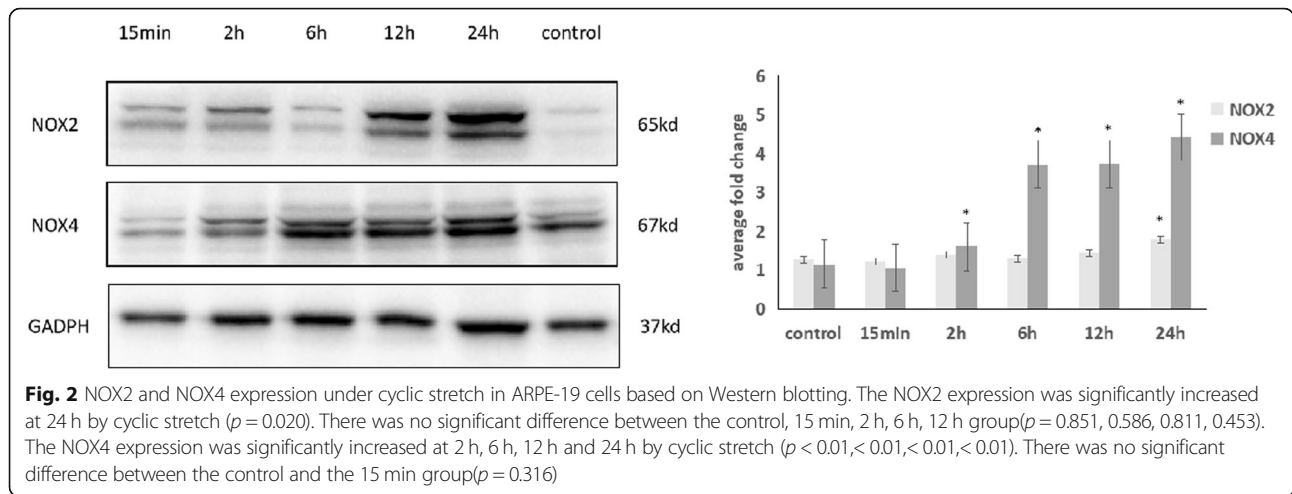 15min 2h 6h 12h 24h control
NOX2 65kd
NOX4 67kd
GADPH 37kd
6
5
4
3
2
1
0
average fold change
* * * * *
NOX2
NOX4
control 15min 2h 6h 12h 24h
Fig. 2 NOX2 and NOX4 expression under cyclic stretch in ARPE-19 cells based on Western blotting. The NOX2 expression was significantly increased
at 24 h by cyclic stretch (p = 0.020). There was no significant difference between the control, 15 min, 2 h, 6 h, 12 h group(p = 0.851, 0.586, 0.811, 0.453).
The NOX4 expression was significantly increased at 2 h, 6 h, 12 h and 24 h by cyclic stretch (p < 0.01,< 0.01,< 0.01,< 0.01). There was no significant
difference between the control and the 15 min group(p = 0.316)